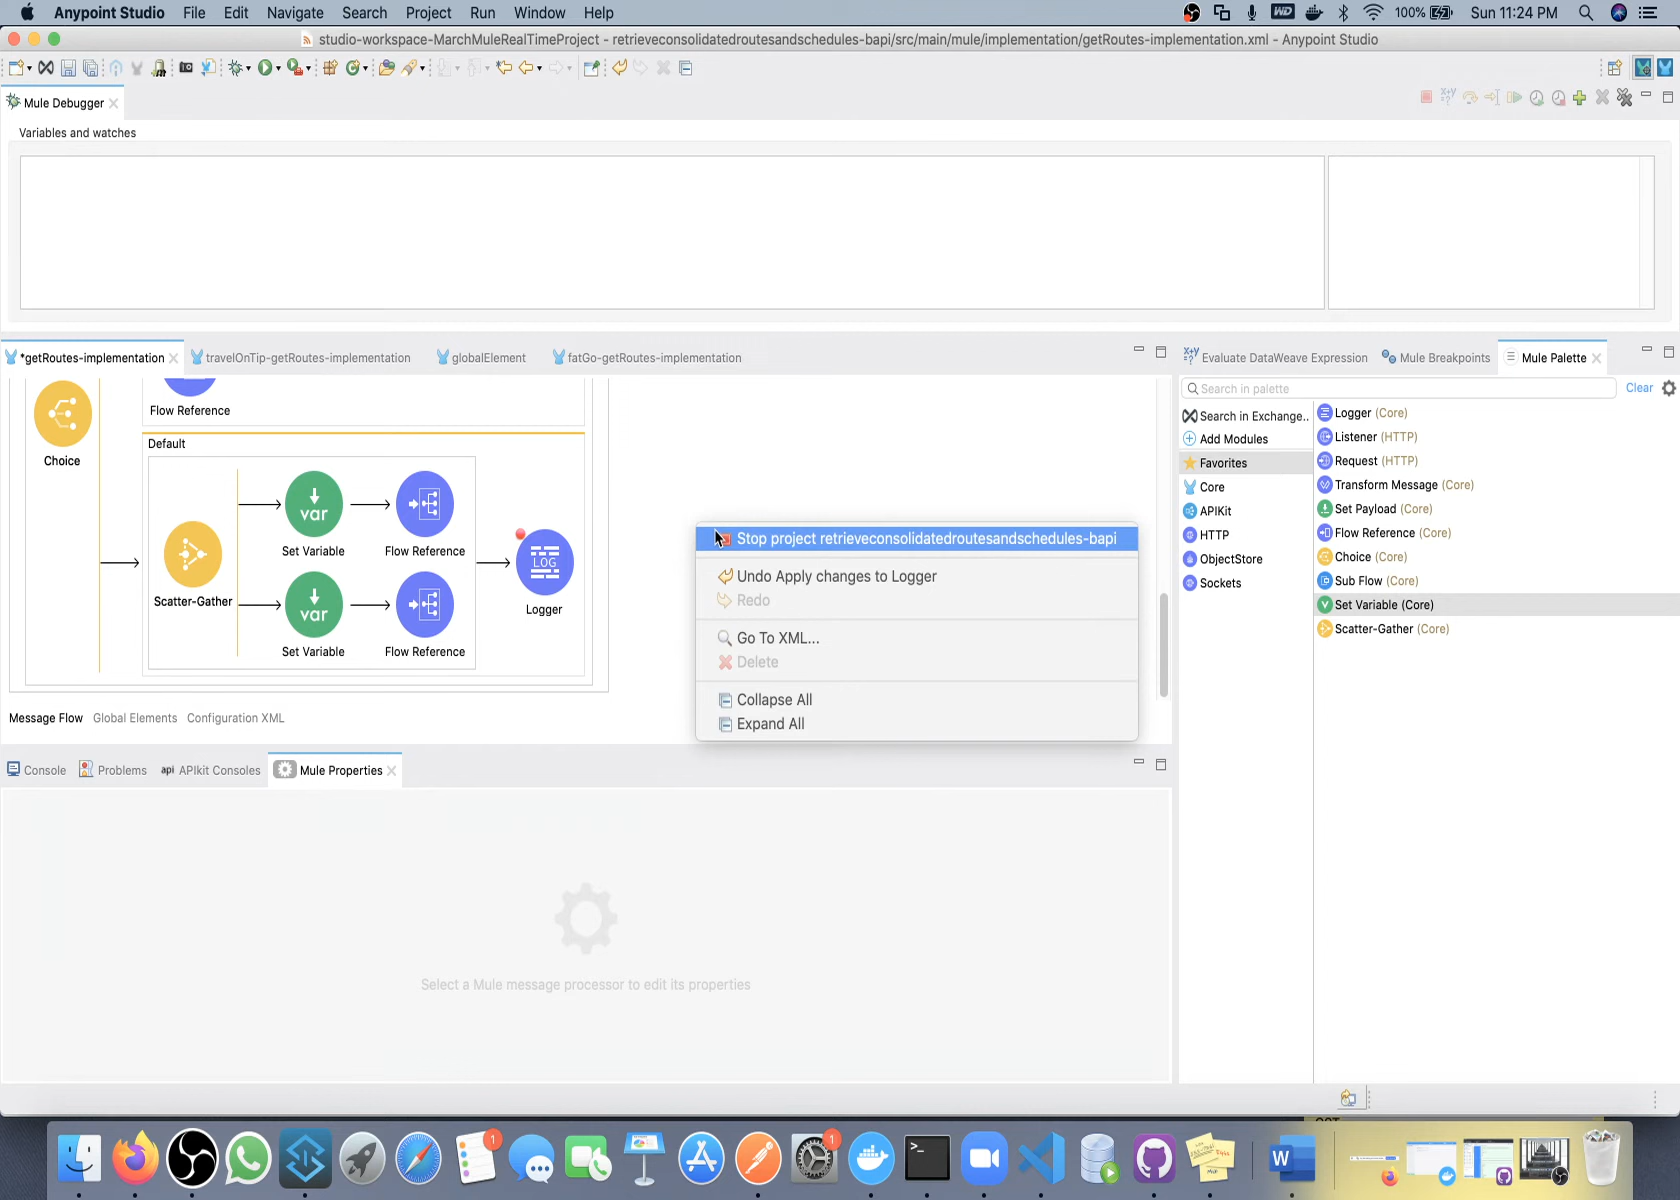 Anypoint Studio File Edit Navigate Search Project Run Window Help
WD 100% Sun 11:24 PM
studio-workspace-MarchMuleRealTimeProject - retrieveconsolidatedroutesandschedules-bapi/src/main/mule/implementation/getRoutes-implementation.xml - Anypoint Studio
Mule Debugger
Variables and watches
*getRoutes-implementation travelOnTip-getRoutes-implementation globalElement fatGo-getRoutes-implementation
Flow Reference
Choice
Default
var
Set Variable
Flow Reference
Scatter-Gather
var
Set Variable
Flow Reference
LOG
Logger
Stop project retrieveconsolidatedroutesandschedules-bapi
Undo Apply changes to Logger
Redo
Go To XML...
Delete
Collapse All
Expand All
Message Flow Global Elements Configuration XML
Console Problems api APIkit Consoles Mule Properties
Select a Mule message processor to edit its properties
x+y Evaluate DataWeave Expression Mule Breakpoints Mule Palette
Search in palette Clear
Search in Exchange..
Add Modules
Favorites
Core
APIKit
HTTP
ObjectStore
Sockets
Logger (Core)
Listener (HTTP)
Request (HTTP)
Transform Message (Core)
Set Payload (Core)
Flow Reference (Core)
Choice (Core)
Sub Flow (Core)
Set Variable (Core)
Scatter-Gather (Core)
1
1
W